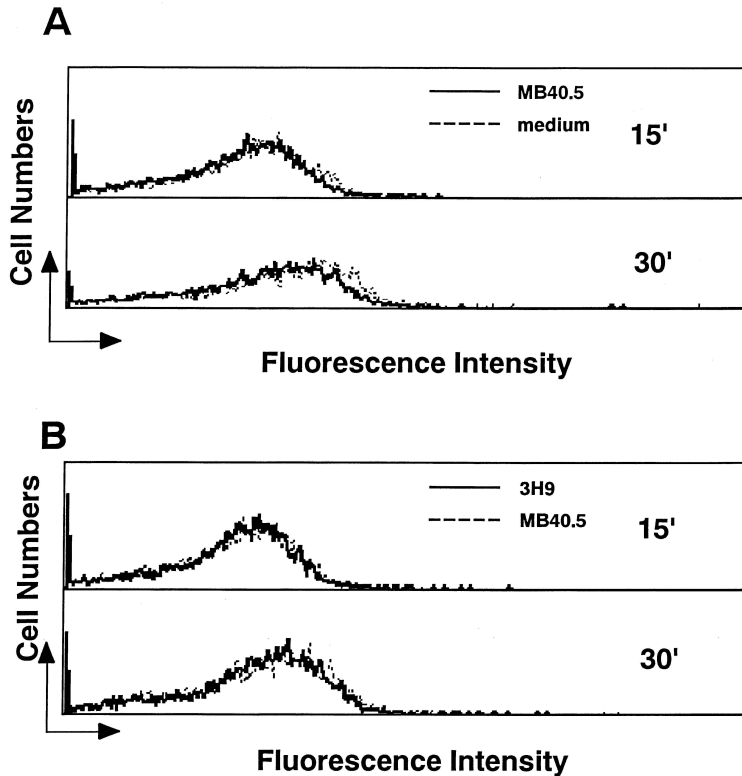 A
MB40.5
medium
15'
Cell Numbers
30'
Fluorescence Intensity
B
3H9
MB40.5
15'
Cell Numbers
30'
Fluorescence Intensity